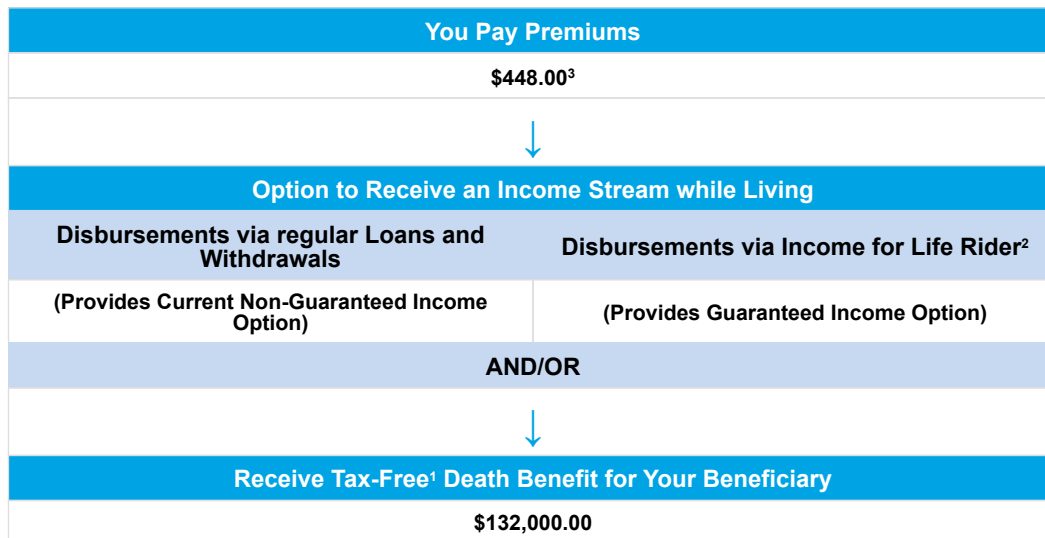 You Pay Premiums
$448.00³
↓
Option to Receive an Income Stream while Living
Disbursements via regular Loans and
Withdrawals
Disbursements via Income for Life Rider²
(Provides Current Non-Guaranteed Income
Option)
(Provides Guaranteed Income Option)
AND/OR
↓
Receive Tax-Free¹ Death Benefit for Your Beneficiary
$132,000.00